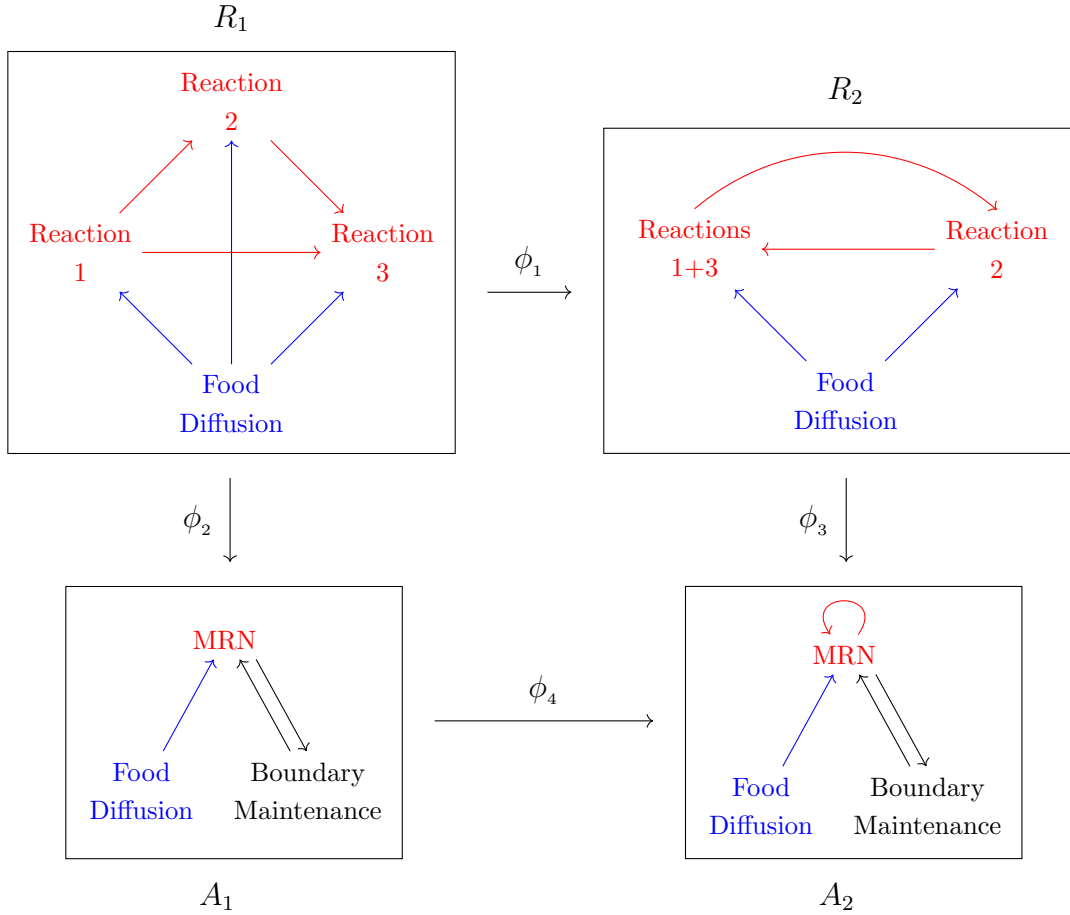 R₁
Reaction
2
Reaction
1
Reaction
3
Food
Diffusion
ϕ₁
R₂
Reactions
1+3
Reaction
2
Food
Diffusion
ϕ₂
ϕ₃
MRN
Food
Diffusion
Boundary
Maintenance
A₁
ϕ₄
MRN
Food
Diffusion
Boundary
Maintenance
A₂